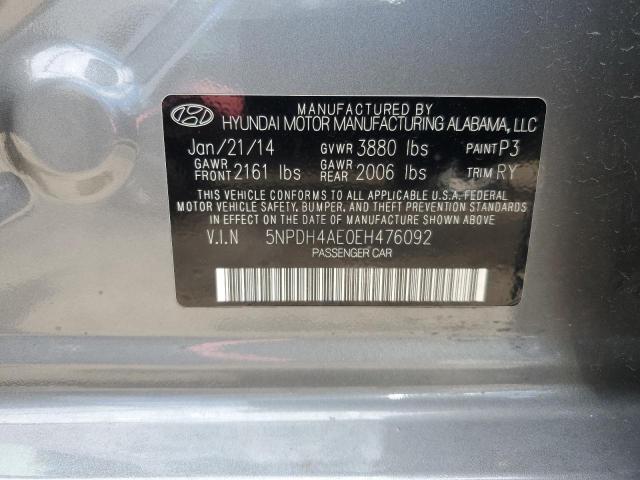 MANUFACTURED BY
HYUNDAI MOTOR MANUFACTURING ALABAMA, LLC
Jan/21/14 GVWR 3880 lbs PAINT P3
GAWR FRONT 2161 lbs GAWR REAR 2006 lbs TRIM RY
THIS VEHICLE CONFORMS TO ALL APPLICABLE U.S.A. FEDERAL
MOTOR VEHICLE SAFETY, BUMPER, AND THEFT PREVENTION STANDARDS
IN EFFECT ON THE DATE OF MANUFACTURE SHOWN ABOVE.
V.I.N 5NPDH4AE0EH476092
PASSENGER CAR